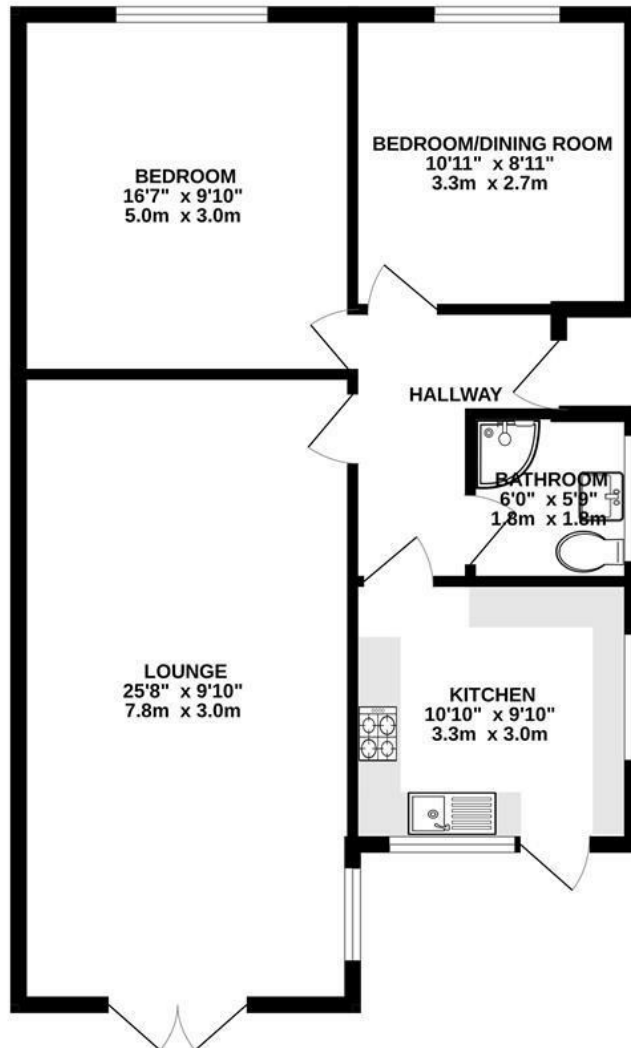 BEDROOM
16'7" x 9'10"
5.0m x 3.0m
BEDROOM/DINING ROOM
10'11" x 8'11"
3.3m x 2.7m
HALLWAY
BATHROOM
6'0" x 5'9"
1.8m x 1.8m
LOUNGE
25'8" x 9'10"
7.8m x 3.0m
KITCHEN
10'10" x 9'10"
3.3m x 3.0m